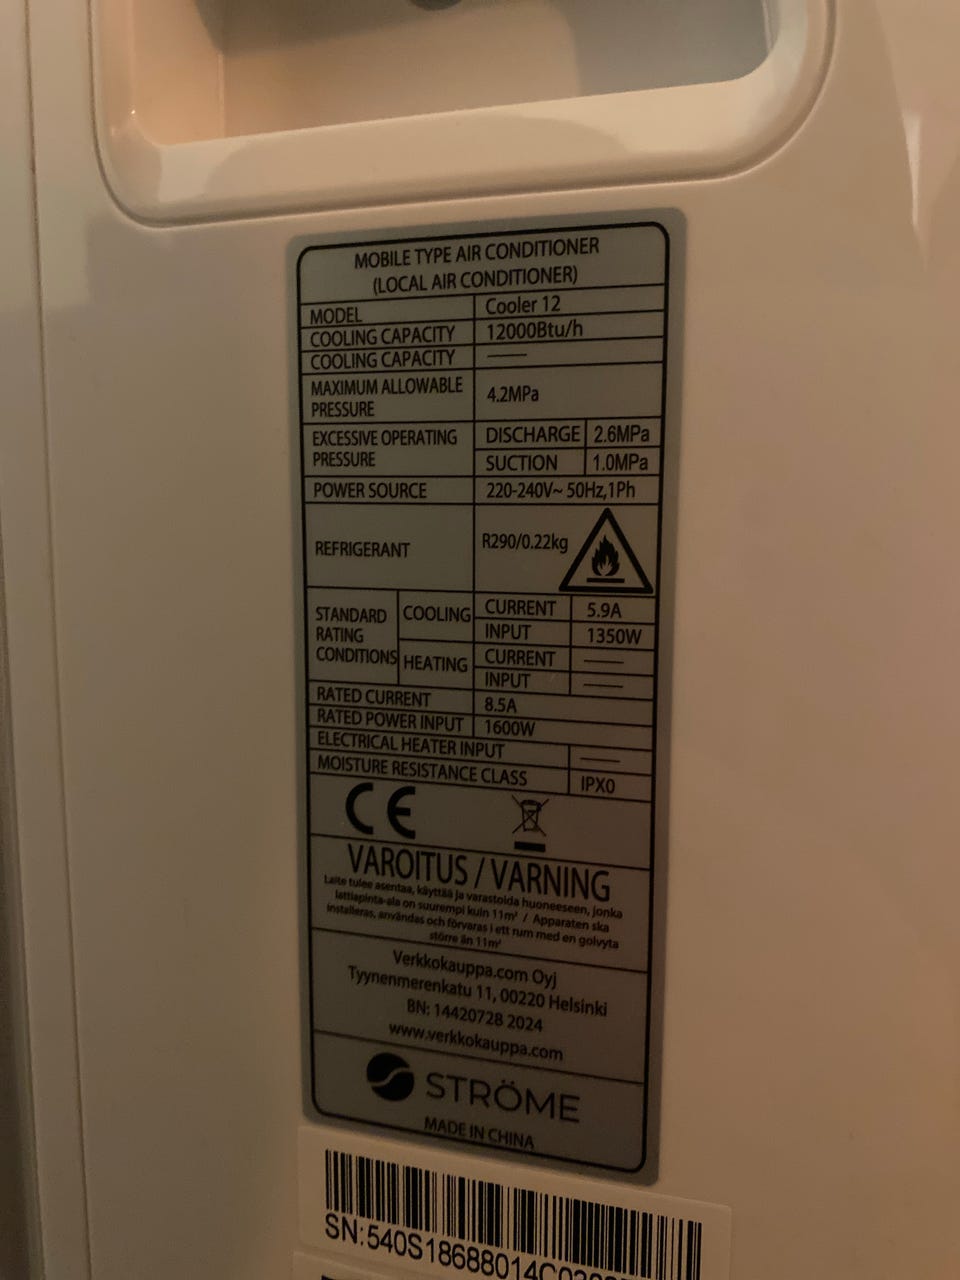 MOBILE TYPE AIR CONDITIONER
(LOCAL AIR CONDITIONER)
MODEL Cooler 12
COOLING CAPACITY 12000Btu/h
COOLING CAPACITY ——
MAXIMUM ALLOWABLE PRESSURE 4.2MPa
EXCESSIVE OPERATING PRESSURE DISCHARGE 2.6MPa
SUCTION 1.0MPa
POWER SOURCE 220-240V~ 50Hz,1Ph
REFRIGERANT R290/0.22kg
STANDARD RATING CONDITIONS COOLING CURRENT 5.9A
INPUT 1350W
HEATING CURRENT ——
INPUT ——
RATED CURRENT 8.5A
RATED POWER INPUT 1600W
ELECTRICAL HEATER INPUT ——
MOISTURE RESISTANCE CLASS IPX0
CE
VAROITUS / VARNING
Laite tulee asentaa, käyttää ja varastoida huoneeseen, jonka
lattiapinta-ala on suurempi kuin 11m² / Apparaten ska
installeras, användas och förvaras i ett rum med en golvyta
större än 11m²
Verkkokauppa.com Oyj
Tyynenmerenkatu 11, 00220 Helsinki
BN: 14420728 2024
www.verkkokauppa.com
STRÖME
MADE IN CHINA
SN:540S18688014C